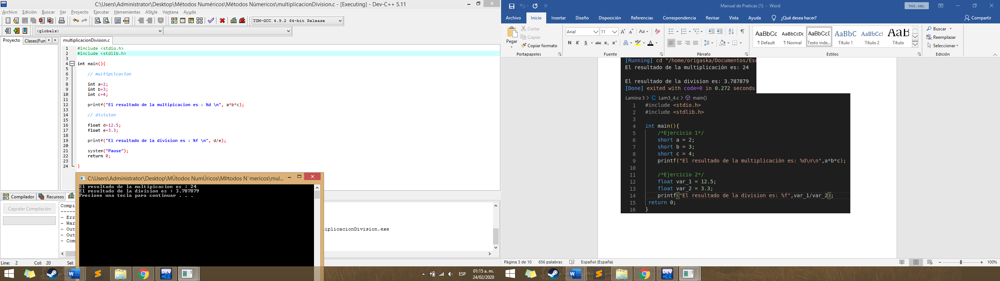 C:\Users\Administrator\Desktop\Métodos Numéricos\Mètodos Nùmericos\multiplicacionDivision.c - [Executing] - Dev-C++ 5.11
Archivo Edición Buscar Ver Proyecto Ejecutar Herramientas AStyle Ventana Ayuda
TDM-GCC 4.9.2 64-bit Release
(globals)
Proyecto Clases(Fun
multiplicacionDivision.c
1 #include <stdio.h>
2 #include <stdlib.h>
3
4 int main(){
5
6 // multiplicacion
7
8 int a=2;
9 int b=3;
10 int c=4;
11
12 printf("El resultado de la multipicacion es : %d \n", a*b*c);
13
14 // division
15
16 float d=12.5;
17 float e=3.3;
18
19 printf("El resultado de la division es : %f \n", d/e);
20
21 system("Pause");
22 return 0;
23
24 }
C:\Users\Administrator\Desktop\MÚtodos NumÚricos\MÞtodos N¨mericos\mul...
El resultado de la multipicacion es : 24
El resultado de la division es : 3.787879
Presione una tecla para continuar . . .
Compilador Recursos
Cancelar Compilación
Compi
------
- Err
- War
- Out
- Out
- Com
iplicacionDivision.exe
Line: 2 Col: 20 Sel:
DEV C++
ESP
01:15 a. m.
24/02/2020
Manual de Praticas (1) - Word
Inic. ses.
Archivo Inicio Insertar Diseño Disposición Referencias Correspondencia Revisar Vista Ayuda ¿Qué desea hacer? Compartir
Pegar
Cortar
Copiar
Copiar formato
Portapapeles
Arial 11
N K S abc x₂ x²
Fuente
Párrafo
AaBbCc AaBbCcDc AaBbCcI AaBbC AaBbCcI AaB
¶ Default ¶ Normal Texto inde... Título 1 Título 2 Título
Estilos
Buscar
Reemplazar
Seleccionar
Edición
[Running] cd "/home/origaska/Documentos/Esc
El resultado de la multiplicación es: 24
El resultado de la division es: 3.787879
[Done] exited with code=0 in 0.272 seconds
Lamina 3 > C Lam3_4.c > main()
1 #include <stdio.h>
2 #include <stdlib.h>
3
4 int main(){
5 /*Ejercicio 1*/
6 short a = 2;
7 short b = 3;
8 short c = 4;
9 printf("El resultado de la multiplicación es: %d\n\n",a*b*c);
10
11 /*Ejercicio 2*/
12 float var_1 = 12.5;
13 float var_2 = 3.3;
14 printf("El resultado de la division es: %f",var_1/var_2);
15 return 0;
16 }
Página 3 de 10 656 palabras Español (España) 100%
DEV C++